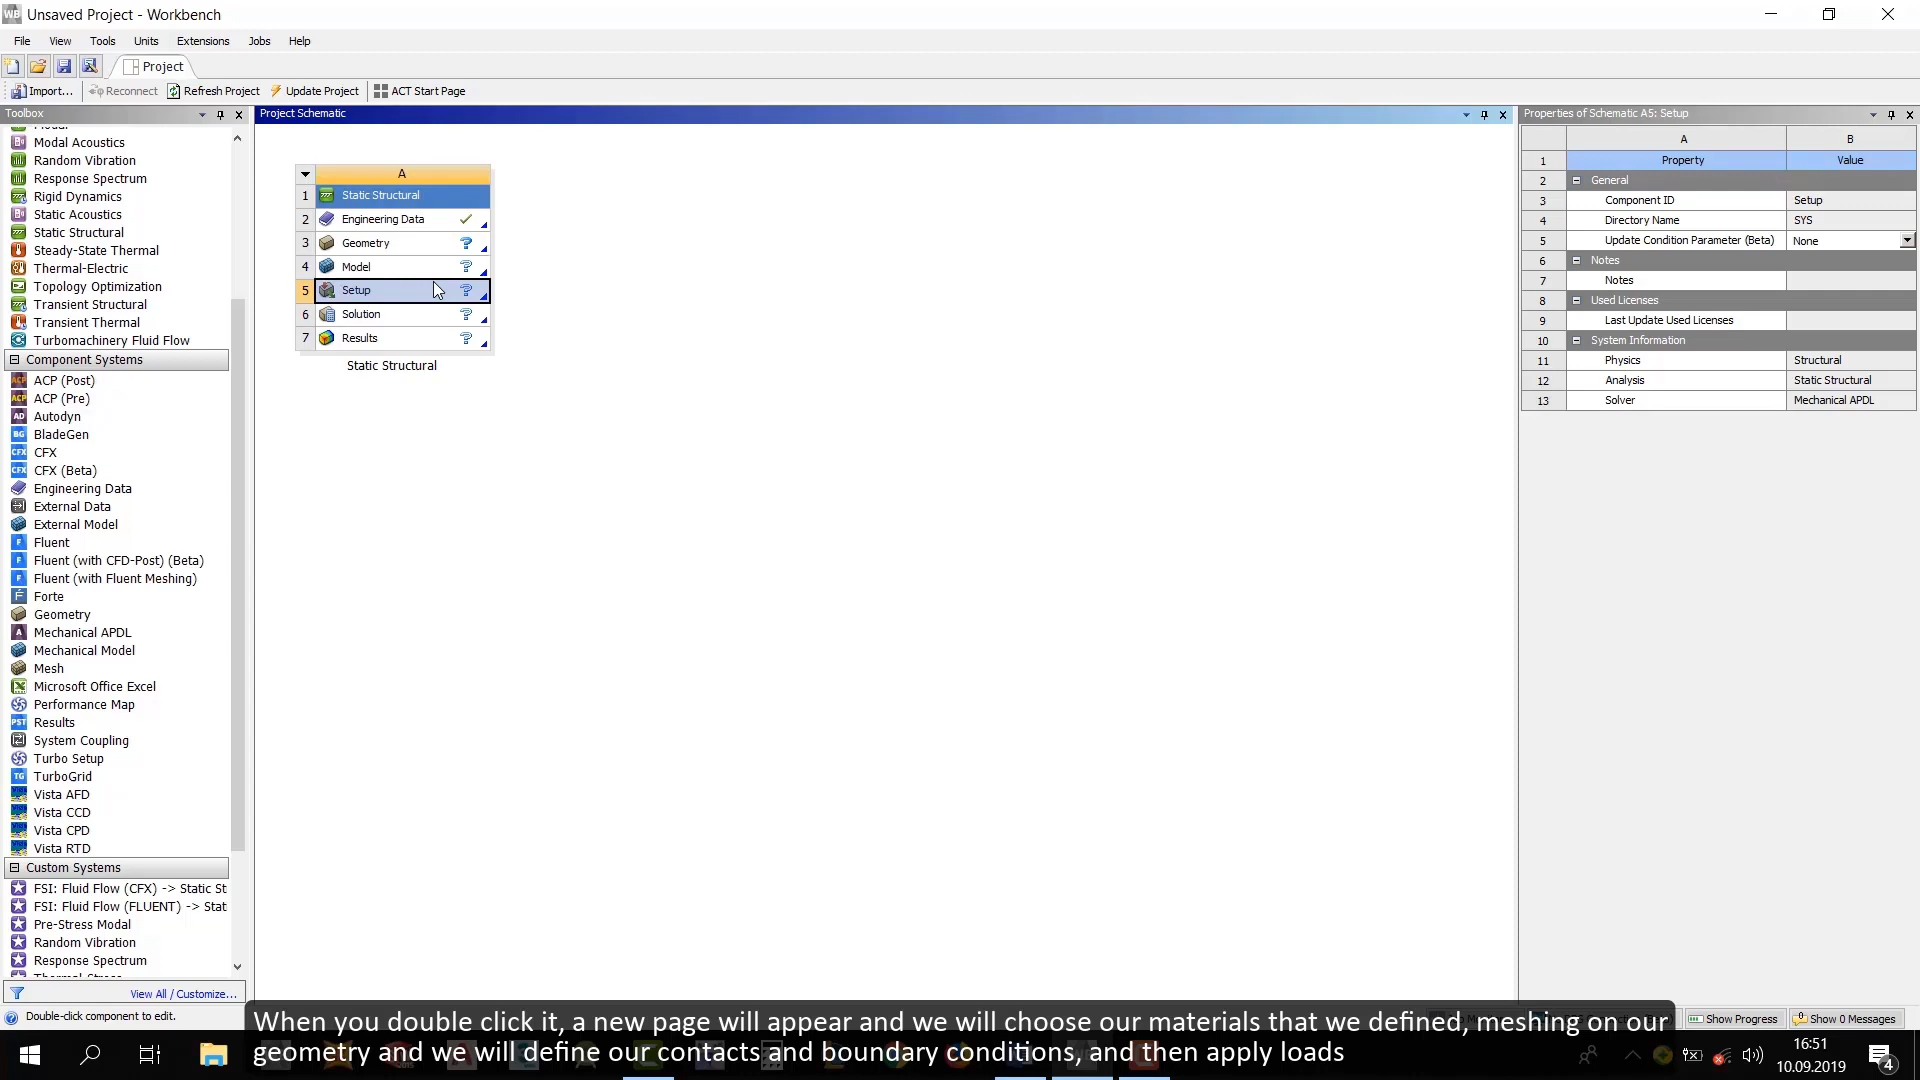 Unsaved Project - Workbench
File View Tools Units Extensions Jobs Help
Project
Import... Reconnect Refresh Project Update Project ACT Start Page
Toolbox
Modal Acoustics
Random Vibration
Response Spectrum
Rigid Dynamics
Static Acoustics
Static Structural
Steady-State Thermal
Thermal-Electric
Topology Optimization
Transient Structural
Transient Thermal
Turbomachinery Fluid Flow
Component Systems
ACP (Post)
ACP (Pre)
Autodyn
BladeGen
CFX
CFX (Beta)
Engineering Data
External Data
External Model
Fluent
Fluent (with CFD-Post) (Beta)
Fluent (with Fluent Meshing)
Forte
Geometry
Mechanical APDL
Mechanical Model
Mesh
Microsoft Office Excel
Performance Map
Results
System Coupling
Turbo Setup
TurboGrid
Vista AFD
Vista CCD
Vista CPD
Vista RTD
Custom Systems
FSI: Fluid Flow (CFX) -> Static St
FSI: Fluid Flow (FLUENT) -> Stat
Pre-Stress Modal
Random Vibration
Response Spectrum
View All / Customize...
Double-click component to edit.
Project Schematic
A
1 Static Structural
2 Engineering Data
3 Geometry ?
4 Model ?
5 Setup ?
6 Solution ?
7 Results ?
Static Structural
Properties of Schematic A5: Setup
A B
1 Property Value
2 General
3 Component ID Setup
4 Directory Name SYS
5 Update Condition Parameter (Beta) None
6 Notes
7 Notes
8 Used Licenses
9 Last Update Used Licenses
10 System Information
11 Physics Structural
12 Analysis Static Structural
13 Solver Mechanical APDL
Show Progress Show 0 Messages
When you double click it, a new page will appear and we will choose our materials that we defined, meshing on our
geometry and we will define our contacts and boundary conditions, and then apply loads
16:51
10.09.2019
4